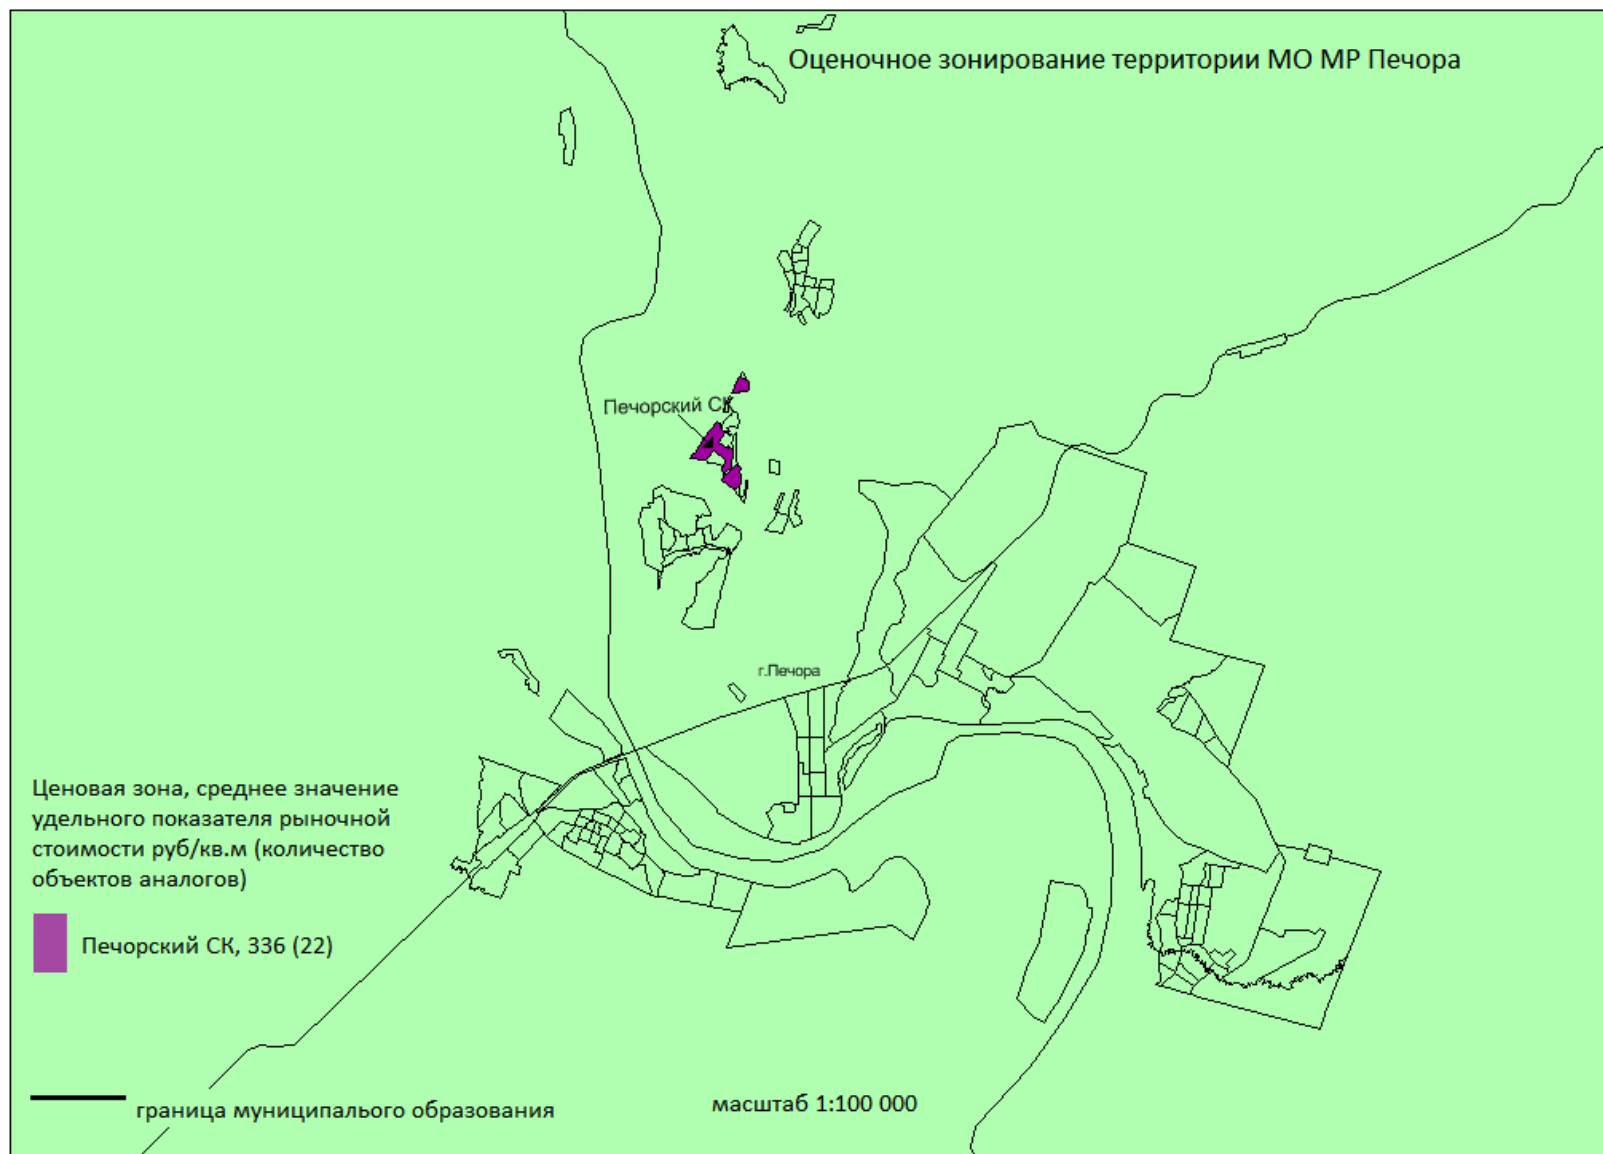 Оценочное зонирование территории МО МР Печора
Печорский СК
г.Печора
Ценовая зона, среднее значение
удельного показателя рыночной
стоимости руб/кв.м (количество
объектов аналогов)
Печорский СК, 336 (22)
граница муниципалього образования
масштаб 1:100 000